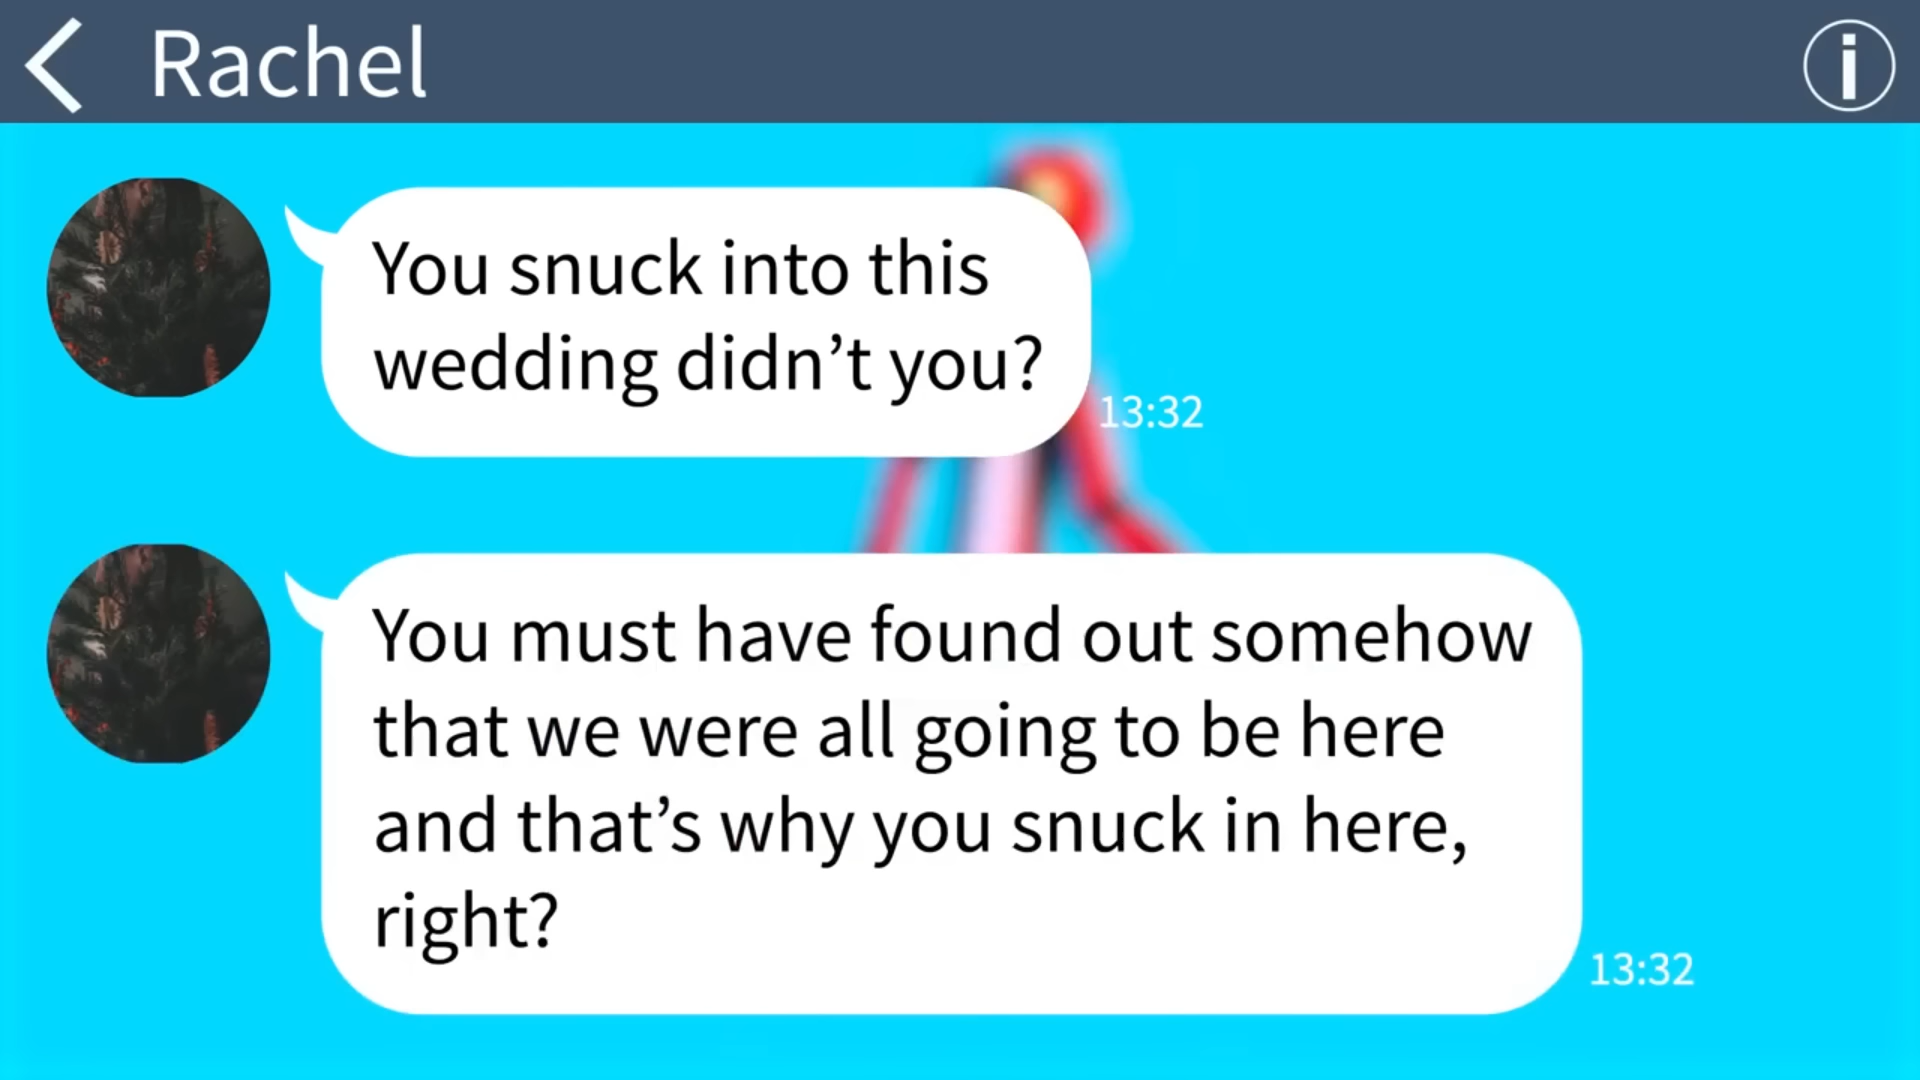 Rachel
You snuck into this
wedding didn’t you?
13:32
You must have found out somehow
that we were all going to be here
and that’s why you snuck in here,
right?
13:32